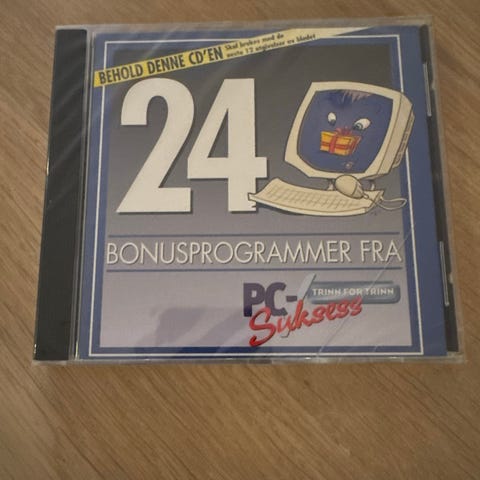 BEHOLD DENNE CD'EN
Skal brukes med de
neste 12 utgivelser av bladet
24
BONUSPROGRAMMER FRA
PC-
TRINN FOR TRINN
Suksess